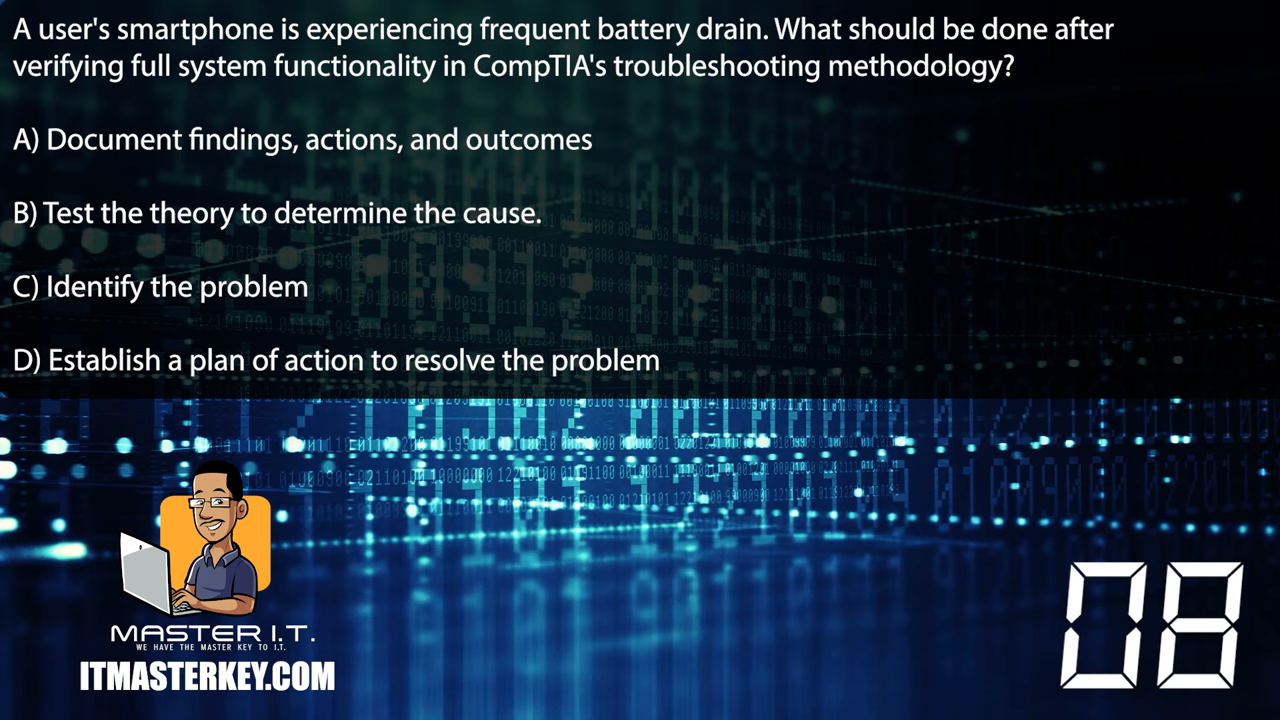 A user's smartphone is experiencing frequent battery drain. What should be done after
verifying full system functionality in CompTIA's troubleshooting methodology?
A) Document findings, actions, and outcomes
B) Test the theory to determine the cause.
C) Identify the problem
D) Establish a plan of action to resolve the problem
MASTER I.T.
WE HAVE THE MASTER KEY TO I.T.
ITMASTERKEY.COM
08